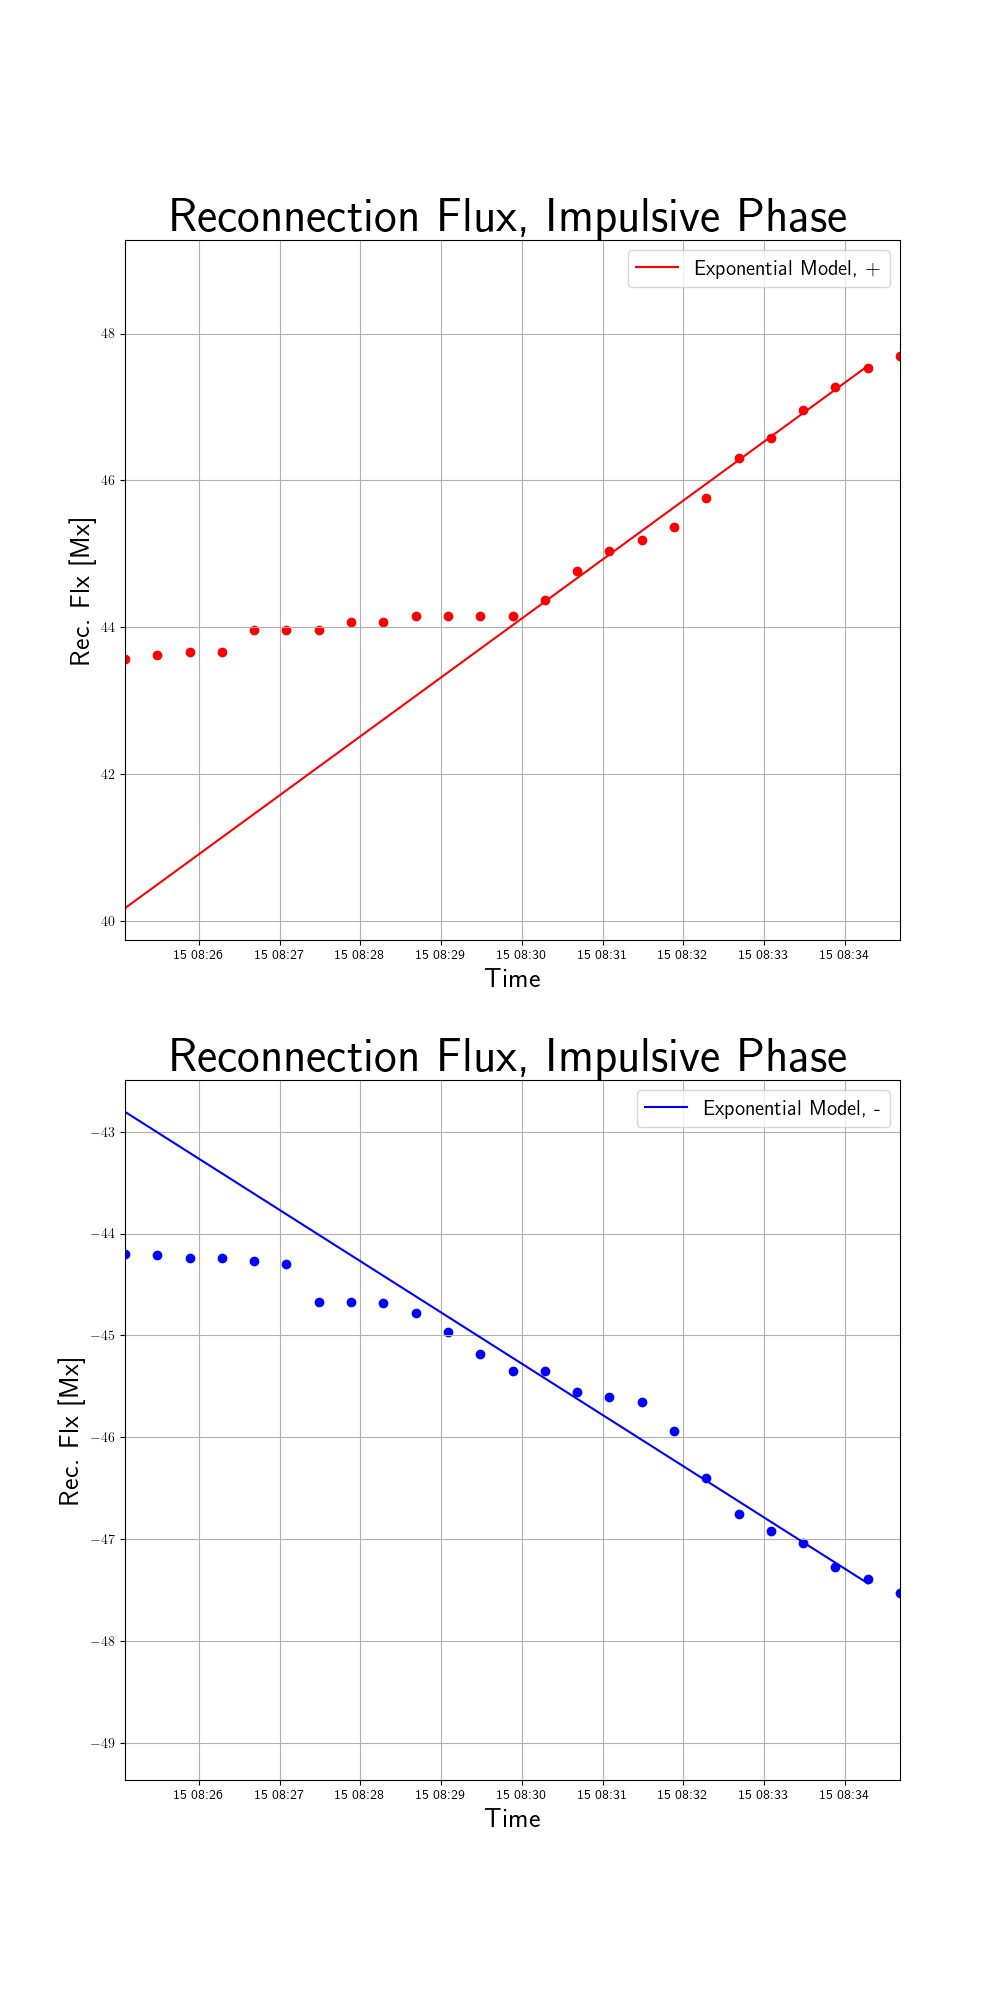 Reconnection Flux, Impulsive Phase
Exponential Model, +
48
46
44
42
40
Rec. Flx [Mx]
15 08:26 15 08:27 15 08:28 15 08:29 15 08:30 15 08:31 15 08:32 15 08:33 15 08:34
Time
Reconnection Flux, Impulsive Phase
Exponential Model, -
−43
−44
−45
−46
−47
−48
−49
Rec. Flx [Mx]
15 08:26 15 08:27 15 08:28 15 08:29 15 08:30 15 08:31 15 08:32 15 08:33 15 08:34
Time